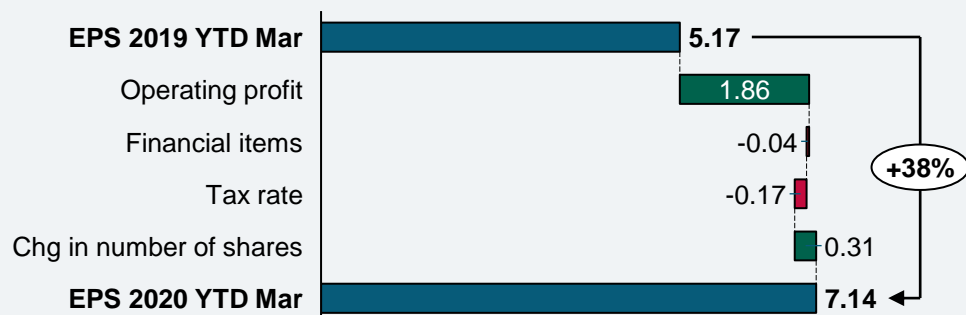 EPS 2019 YTD Mar 5.17
Operating profit 1.86
Financial items -0.04
+38%
Tax rate -0.17
Chg in number of shares 0.31
EPS 2020 YTD Mar 7.14